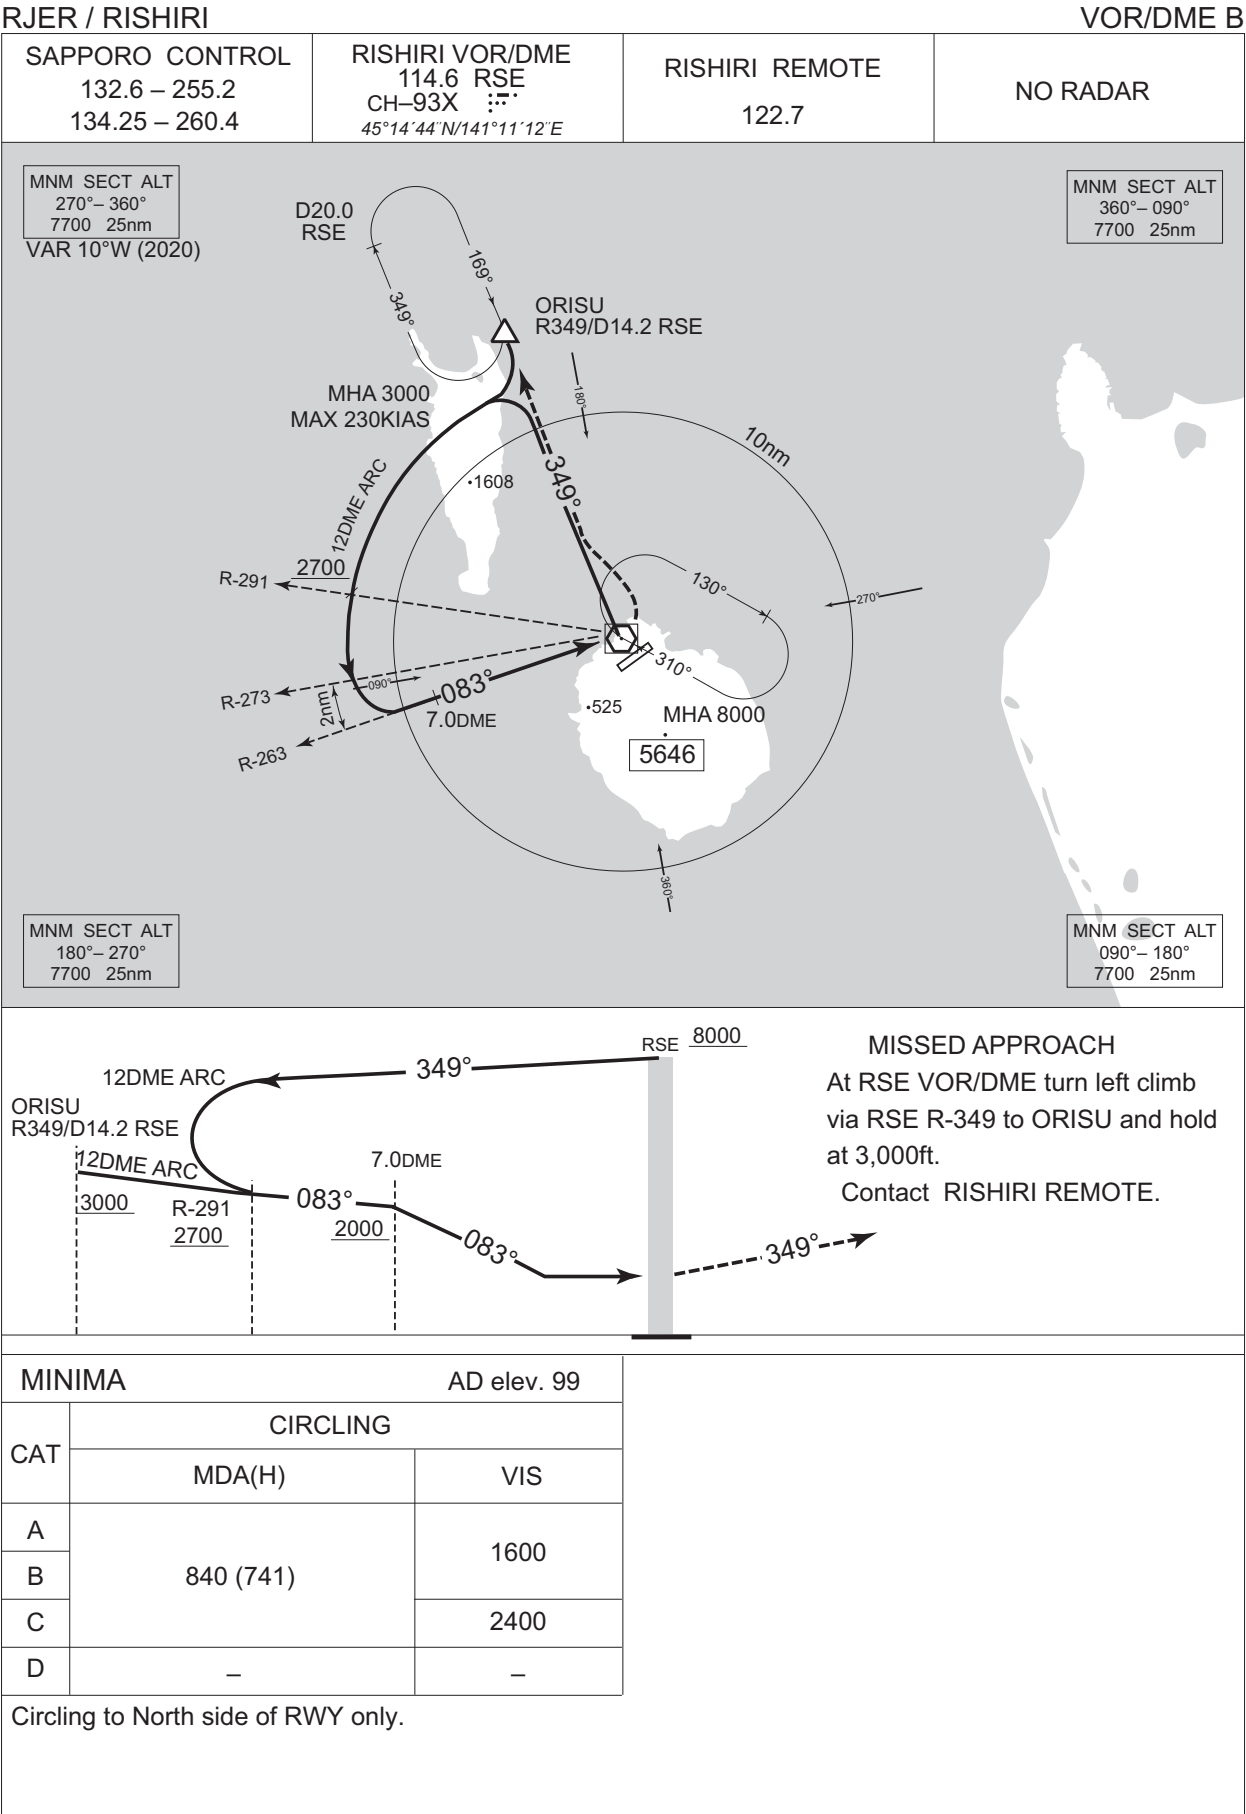 RJER / RISHIRI
VOR/DME B
SAPPORO CONTROL
132.6 – 255.2
134.25 – 260.4
RISHIRI VOR/DME
114.6 RSE
CH–93X
45°14´44¨N/141°11´12¨E
RISHIRI REMOTE
122.7
NO RADAR
MNM SECT ALT
270°– 360°
7700 25nm
VAR 10°W (2020)
MNM SECT ALT
360°– 090°
7700 25nm
D20.0
RSE
169°
349°
ORISU
R349/D14.2 RSE
MHA 3000
MAX 230KIAS
180°
10nm
349°
12DME ARC
1608
2700
R-291
130°
270°
310°
R-273
090°
083°
2nm
7.0DME
R-263
525
MHA 8000
5646
360°
MNM SECT ALT
180°– 270°
7700 25nm
MNM SECT ALT
090°– 180°
7700 25nm
RSE 8000
349°
12DME ARC
ORISU
R349/D14.2 RSE
12DME ARC
3000
R-291
2700
083°
7.0DME
2000
083°
349°
MISSED APPROACH
At RSE VOR/DME turn left climb
via RSE R-349 to ORISU and hold
at 3,000ft.
Contact RISHIRI REMOTE.
MINIMA
AD elev. 99
CAT
CIRCLING
MDA(H)
VIS
A
B
C
840 (741)
1600
2400
D
–
–
Circling to North side of RWY only.